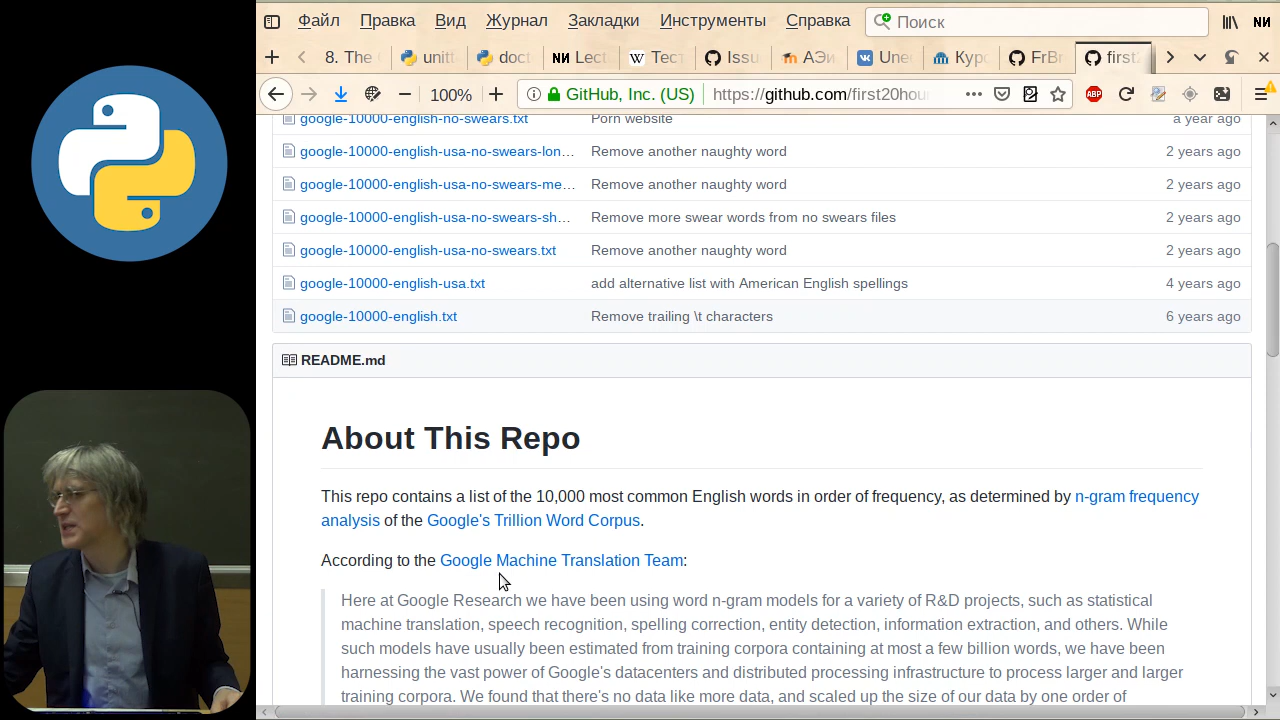 Файл Правка Вид Журнал Закладки Инструменты Справка Поиск
8. The unitt doct Lect Тест Issu АЭи Une Кур FrBr first
100% GitHub, Inc. (US) https://github.com/first20hou
google-10000-english-no-swears.txt Porn website a year ago
google-10000-english-usa-no-swears-lon… Remove another naughty word 2 years ago
google-10000-english-usa-no-swears-me… Remove another naughty word 2 years ago
google-10000-english-usa-no-swears-sh… Remove more swear words from no swears files 2 years ago
google-10000-english-usa-no-swears.txt Remove another naughty word 2 years ago
google-10000-english-usa.txt add alternative list with American English spellings 4 years ago
google-10000-english.txt Remove trailing \t characters 6 years ago
README.md
About This Repo
This repo contains a list of the 10,000 most common English words in order of frequency, as determined by n-gram frequency
analysis of the Google's Trillion Word Corpus.
According to the Google Machine Translation Team:
Here at Google Research we have been using word n-gram models for a variety of R&D projects, such as statistical
machine translation, speech recognition, spelling correction, entity detection, information extraction, and others. While
such models have usually been estimated from training corpora containing at most a few billion words, we have been
harnessing the vast power of Google's datacenters and distributed processing infrastructure to process larger and larger
training corpora. We found that there's no data like more data, and scaled up the size of our data by one order of